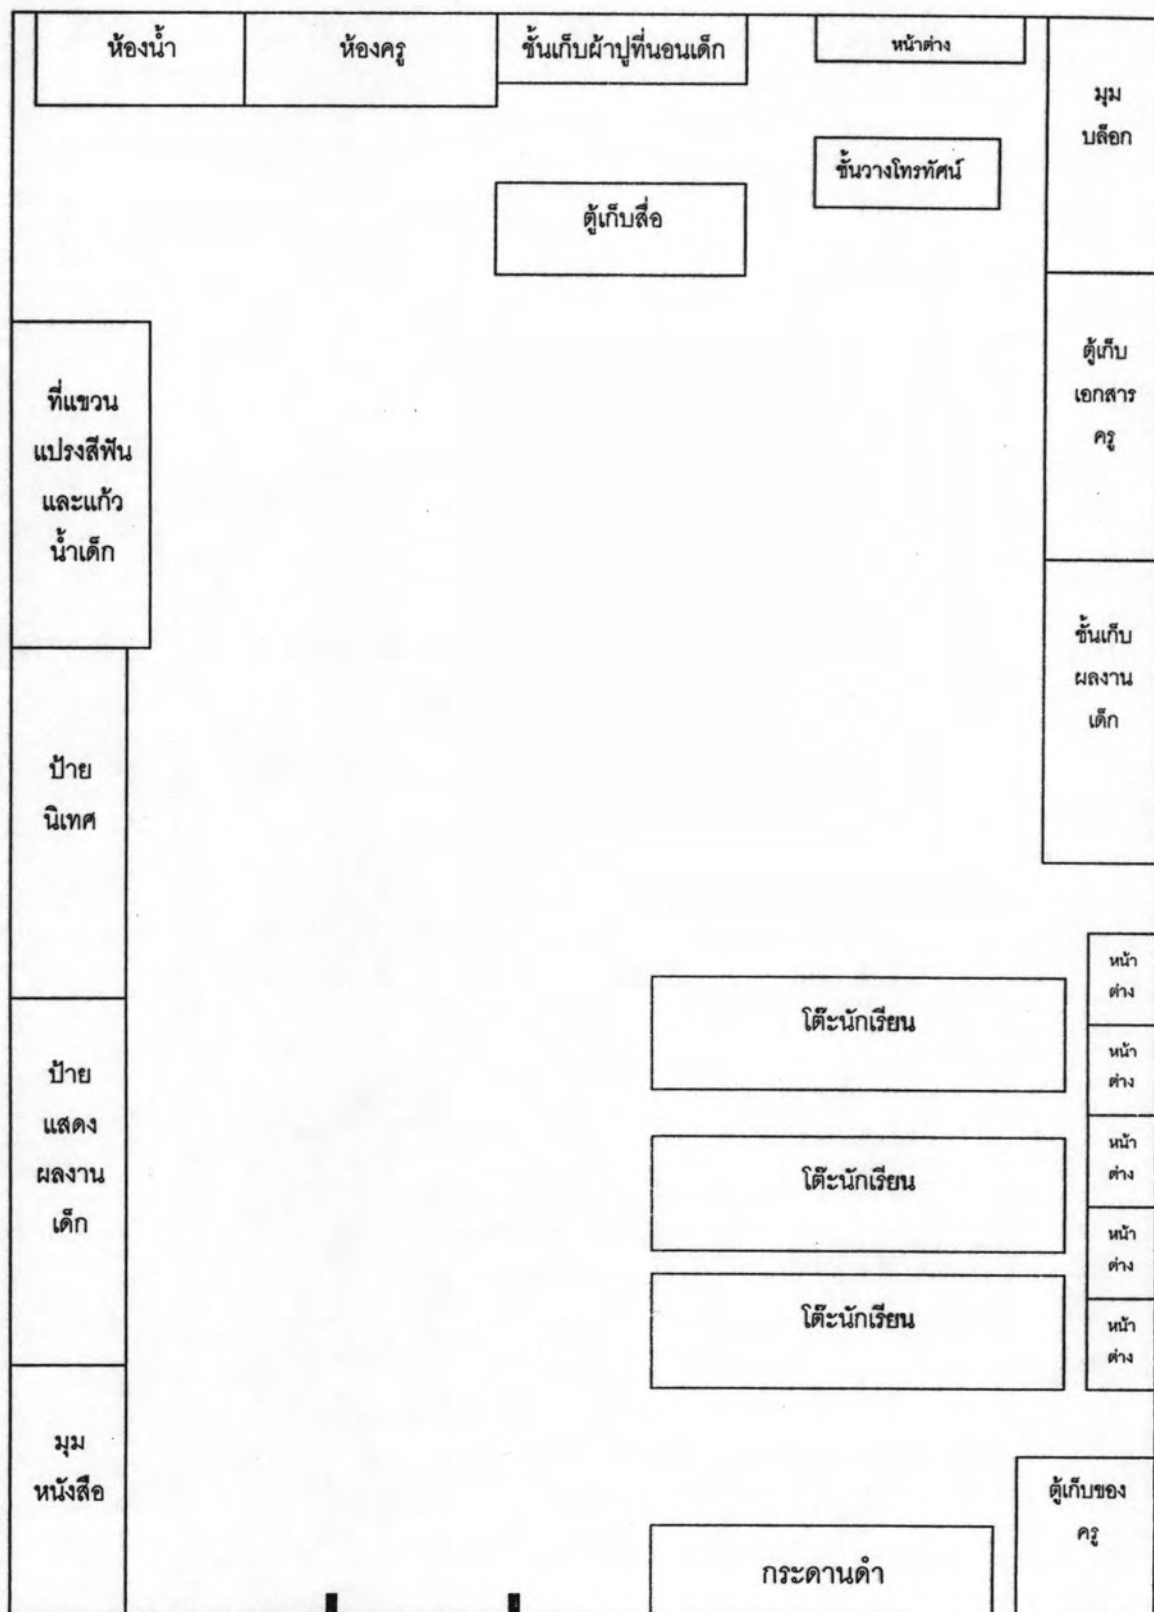 ห้องน้ำ
ห้องครู
ชั้นเก็บผ้าปูที่นอนเด็ก
หน้าต่าง
มุม
บล็อก
ชั้นวางโทรทัศน์
ตู้เก็บสื่อ
ตู้เก็บ
เอกสาร
ครู
ที่แขวน
แปรงสีฟัน
และแก้ว
น้ำเด็ก
ชั้นเก็บ
ผลงาน
เด็ก
ป้าย
นิเทศ
หน้า
ต่าง
โต๊ะนักเรียน
หน้า
ต่าง
ป้าย
แสดง
ผลงาน
เด็ก
หน้า
ต่าง
โต๊ะนักเรียน
หน้า
ต่าง
โต๊ะนักเรียน
หน้า
ต่าง
มุม
หนังสือ
ตู้เก็บของ
ครู
กระดานดำ